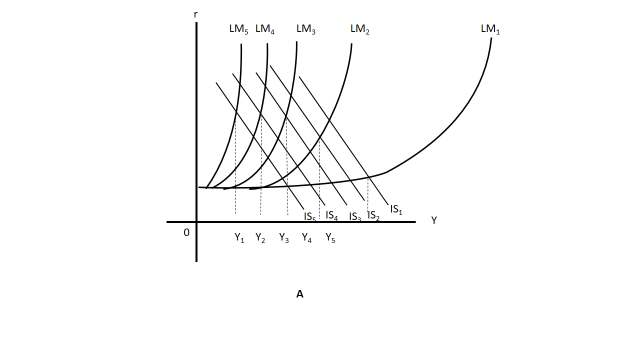 r
LM₅ LM₄ LM₃ LM₂ LM₁
IS₅ IS₄ IS₃ IS₂ IS₁
Y
0
Y₁ Y₂ Y₃ Y₄ Y₅
A